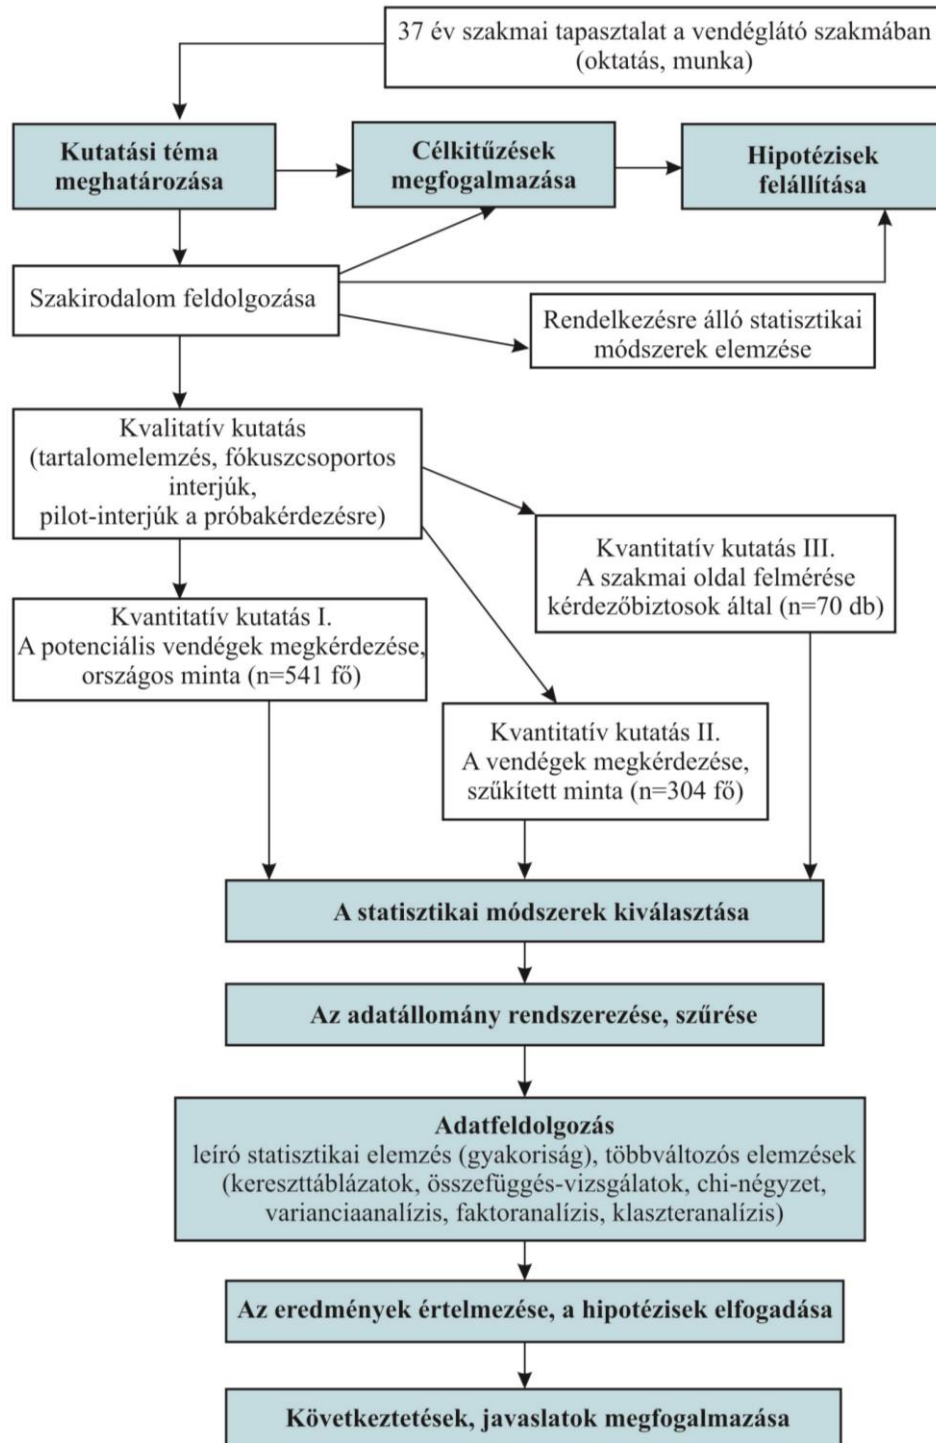 37 év szakmai tapasztalat a vendéglátó szakmában
(oktatás, munka)
Kutatási téma
meghatározása
Célkitűzések
megfogalmazása
Hipotézisek
felállítása
Szakirodalom feldolgozása
Rendelkezésre álló statisztikai
módszerek elemzése
Kvalitatív kutatás
(tartalomelemzés, fókuszcsoportos
interjúk,
pilot-interjúk a próbakérdezésre)
Kvantitatív kutatás III.
A szakmai oldal felmérése
kérdezőbiztosok által (n=70 db)
Kvantitatív kutatás I.
A potenciális vendégek megkérdezése,
országos minta (n=541 fő)
Kvantitatív kutatás II.
A vendégek megkérdezése,
szűkített minta (n=304 fő)
A statisztikai módszerek kiválasztása
Az adatállomány rendszerezése, szűrése
Adatfeldolgozás
leíró statisztikai elemzés (gyakoriság), többváltozós elemzések
(kereszttáblázatok, összefüggés-vizsgálatok, chi-négyzet,
varianciaanalízis, faktoranalízis, klaszteranalízis)
Az eredmények értelmezése, a hipotézisek elfogadása
Következtetések, javaslatok megfogalmazása